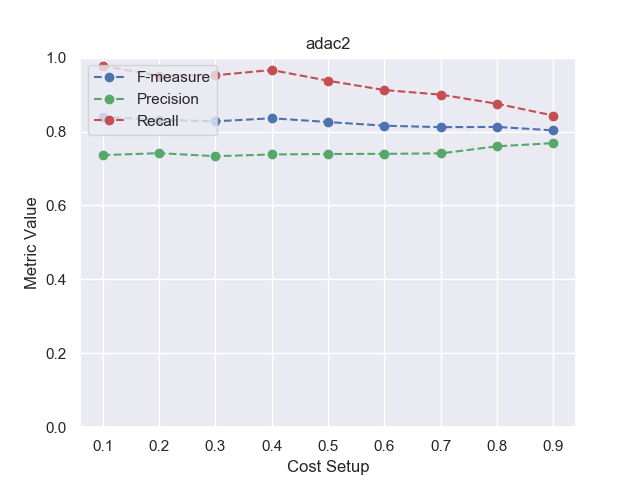 adac2
1.0
0.8
0.6
0.4
0.2
0.0
Metric Value
F-measure
Precision
Recall
0.1 0.2 0.3 0.4 0.5 0.6 0.7 0.8 0.9
Cost Setup